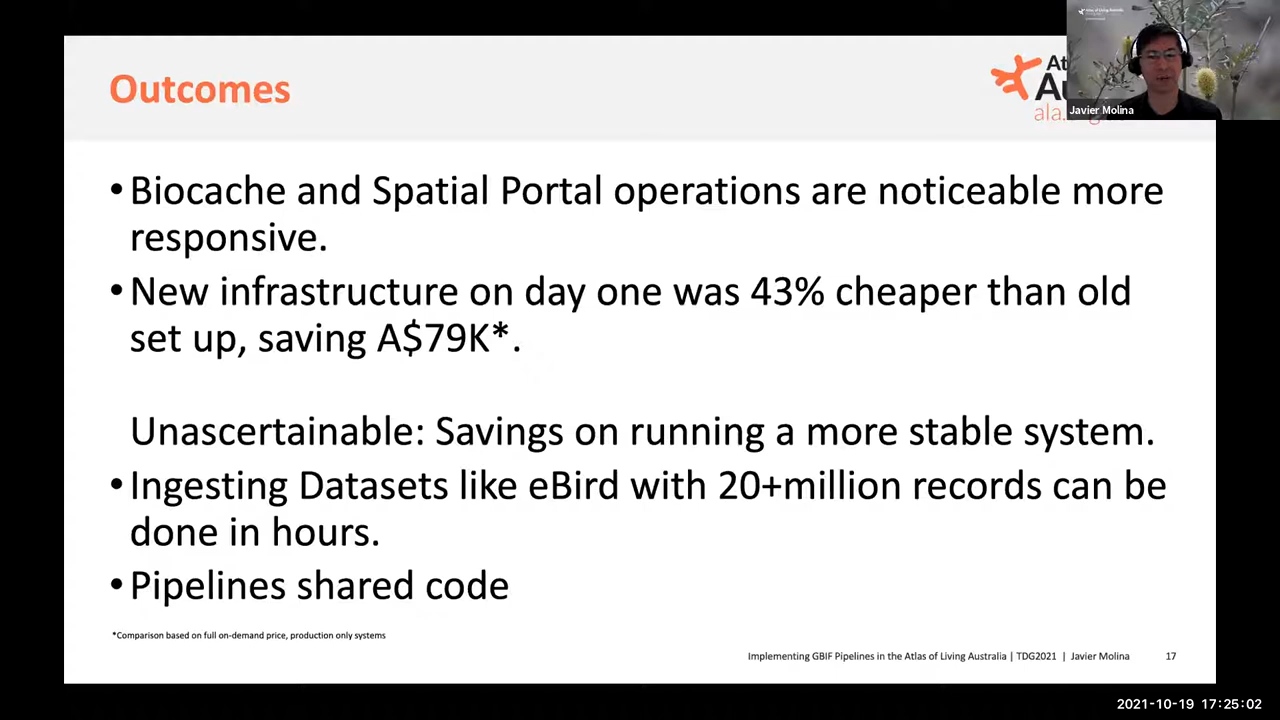 Outcomes
Javier Molina
• Biocache and Spatial Portal operations are noticeable more
responsive.
• New infrastructure on day one was 43% cheaper than old
set up, saving A$79K*.
Unascertainable: Savings on running a more stable system.
• Ingesting Datasets like eBird with 20+million records can be
done in hours.
• Pipelines shared code
*Comparison based on full on-demand price, production only systems
Implementing GBIF Pipelines in the Atlas of Living Australia | TDG2021 | Javier Molina 17
2021-10-19 17:25:02